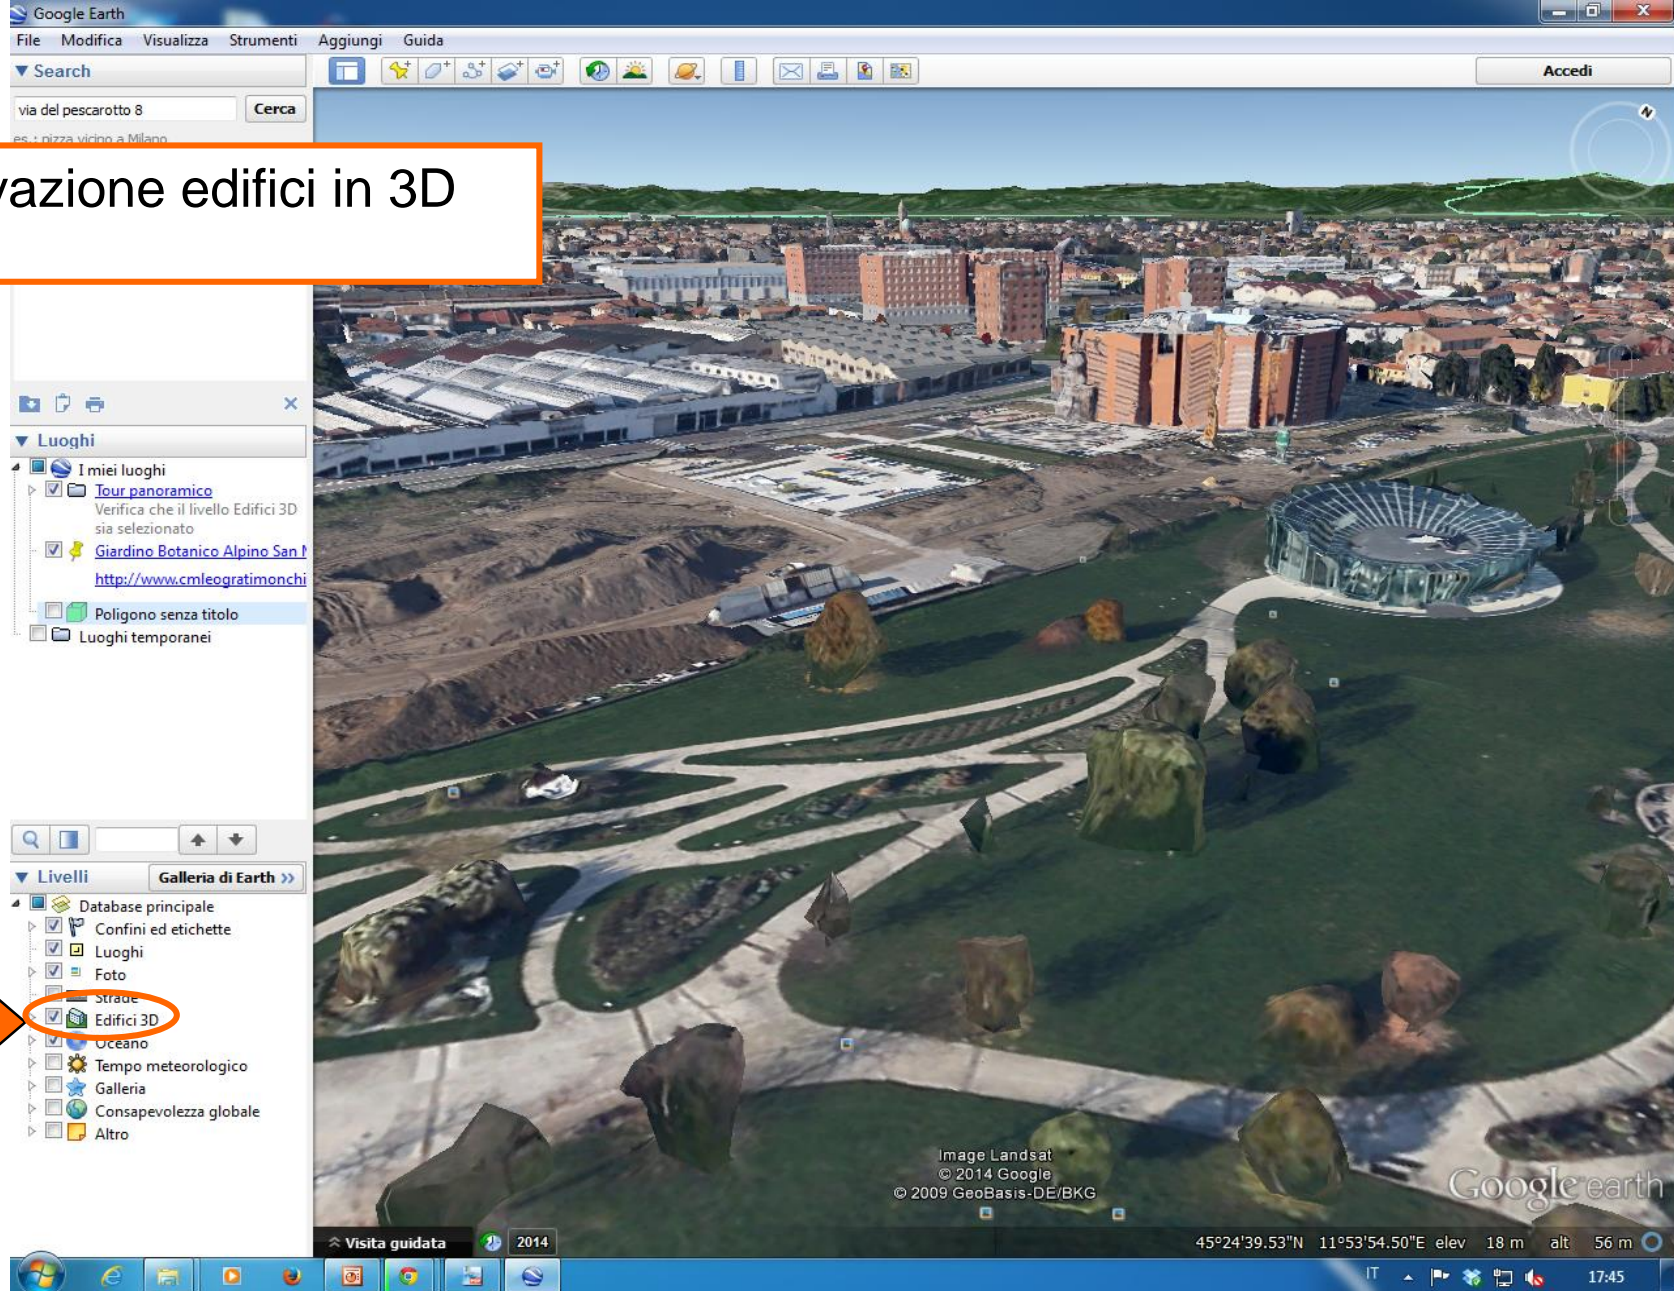 Google Earth
File Modifica Visualizza Strumenti Aggiungi Guida
Search
Accedi
via del pescarotto 8 Cerca
es.: pizza vicino a Milano
N
vazione edifici in 3D
Luoghi
I miei luoghi
Tour panoramico
Verifica che il livello Edifici 3D
sia selezionato
Giardino Botanico Alpino San
http://www.cmleogratimonchi
Poligono senza titolo
Luoghi temporanei
Livelli Galleria di Earth >>
Database principale
Confini ed etichette
Luoghi
Foto
Strade
Edifici 3D
Oceano
Tempo meteorologico
Galleria
Consapevolezza globale
Altro
Image Landsat
© 2014 Google
© 2009 GeoBasis-DE/BKG
Google earth
Visita guidata 2014
45°24'39.53"N 11°53'54.50"E elev 18 m alt 56 m
IT 17:45